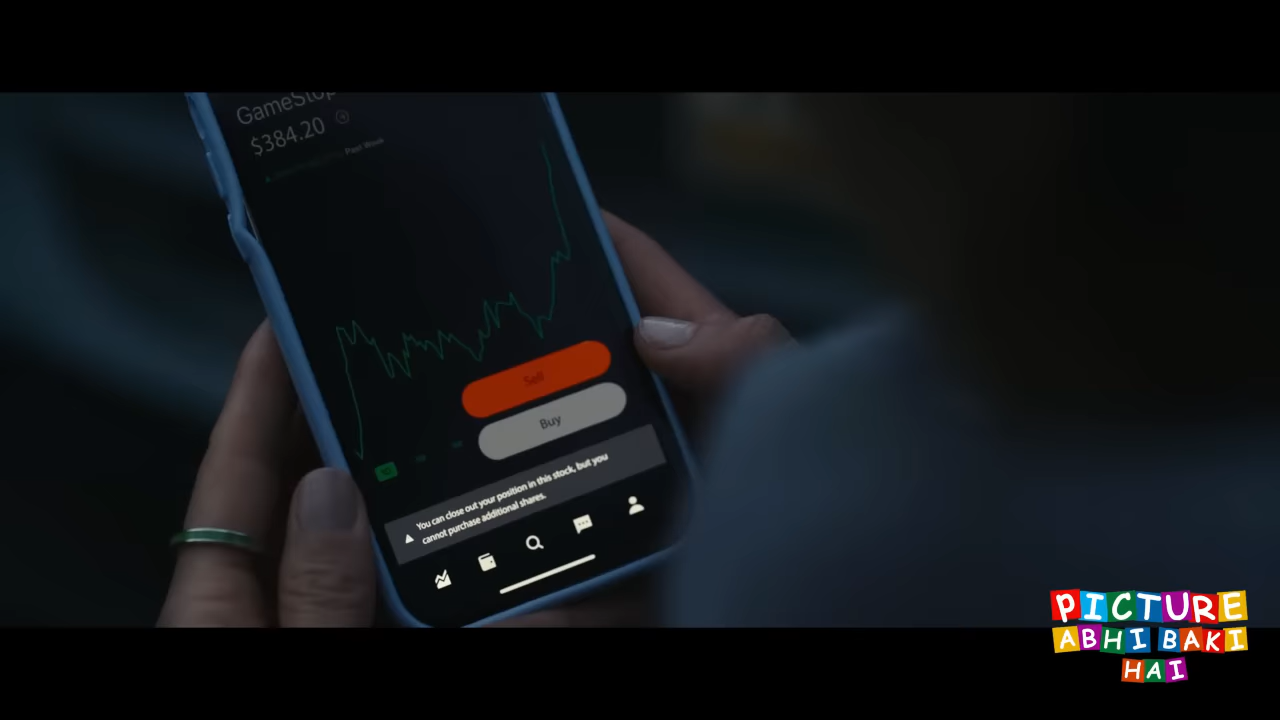 GameStop
$384.20
Past Week
Sell
Buy
You can close out your position in this stock, but you
cannot purchase additional shares.
PICTURE
ABHI BAKI
HAI